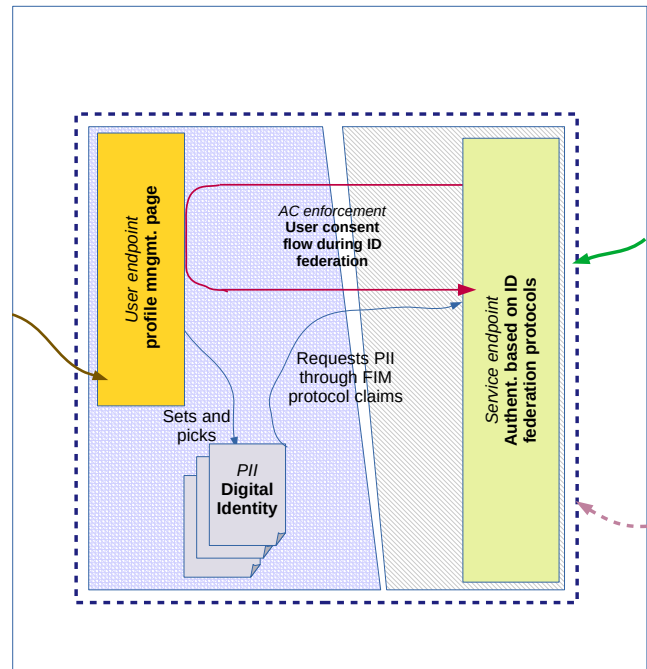 User endpoint
profile mngmt. page
AC enforcement
User consent
flow during ID
federation
Service endpoint
Authent. based on ID
federation protocols
Requests PII
through FIM
protocol claims
Sets and
picks
PII
Digital
Identity